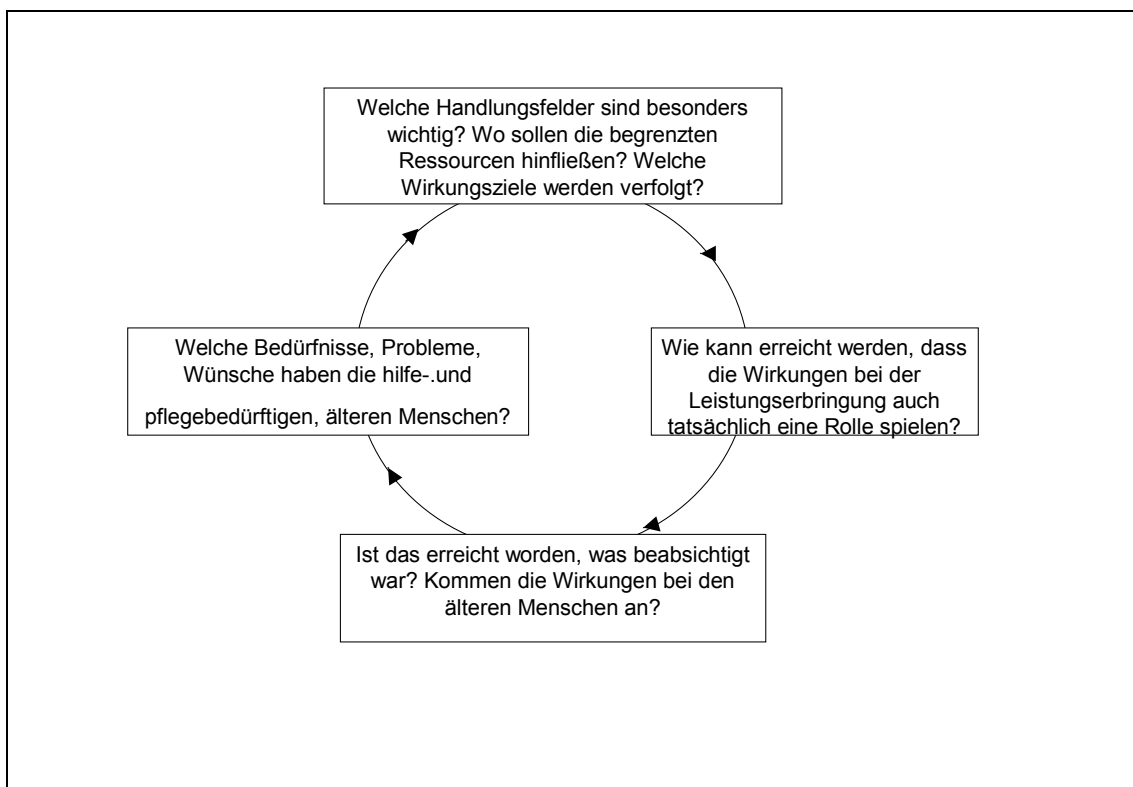 Welche Handlungsfelder sind besonders
wichtig? Wo sollen die begrenzten
Ressourcen hinfließen? Welche
Wirkungsziele werden verfolgt?
Welche Bedürfnisse, Probleme,
Wünsche haben die hilfe-.und
pflegebedürftigen, älteren Menschen?
Wie kann erreicht werden, dass
die Wirkungen bei der
Leistungserbringung auch
tatsächlich eine Rolle spielen?
Ist das erreicht worden, was beabsichtigt
war? Kommen die Wirkungen bei den
älteren Menschen an?